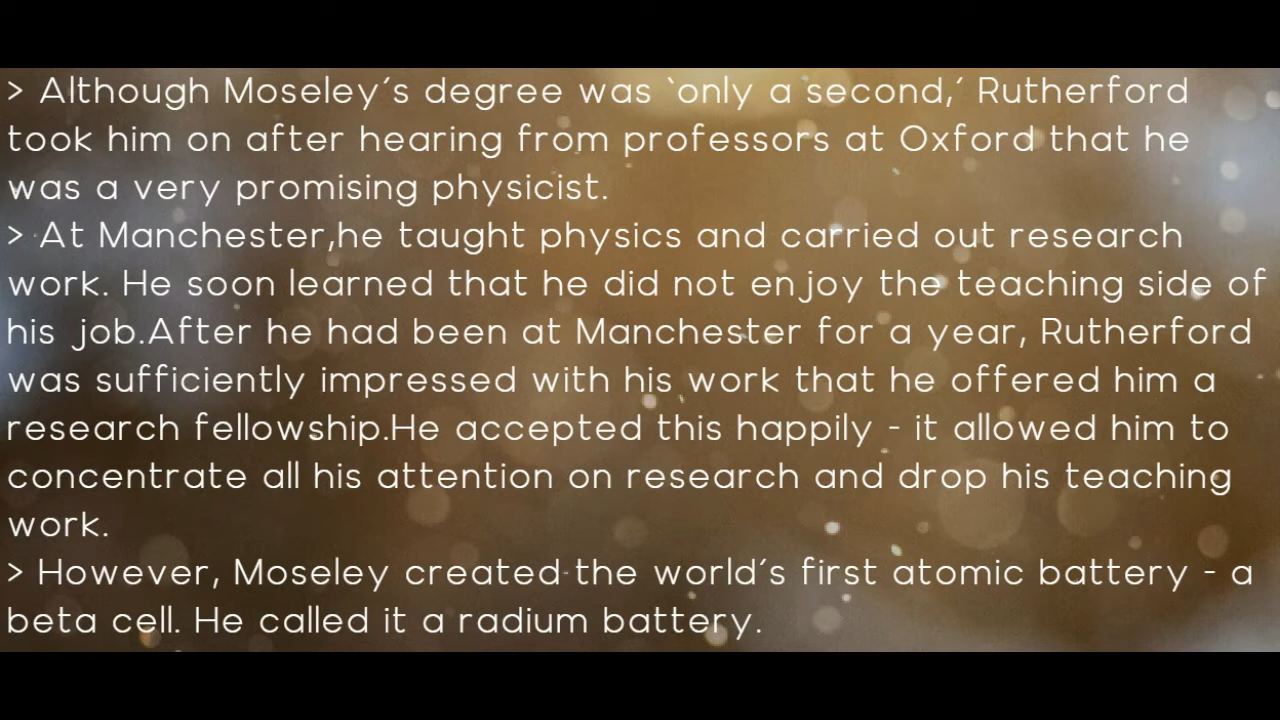 > Although Moseley´s degree was `only a second,´ Rutherford
took him on after hearing from professors at Oxford that he
was a very promising physicist.
> At Manchester,he taught physics and carried out research
work. He soon learned that he did not enjoy the teaching side of
his job.After he had been at Manchester for a year, Rutherford
was sufficiently impressed with his work that he offered him a
research fellowship.He accepted this happily - it allowed him to
concentrate all his attention on research and drop his teaching
work.
> However, Moseley created the world´s first atomic battery - a
beta cell. He called it a radium battery.